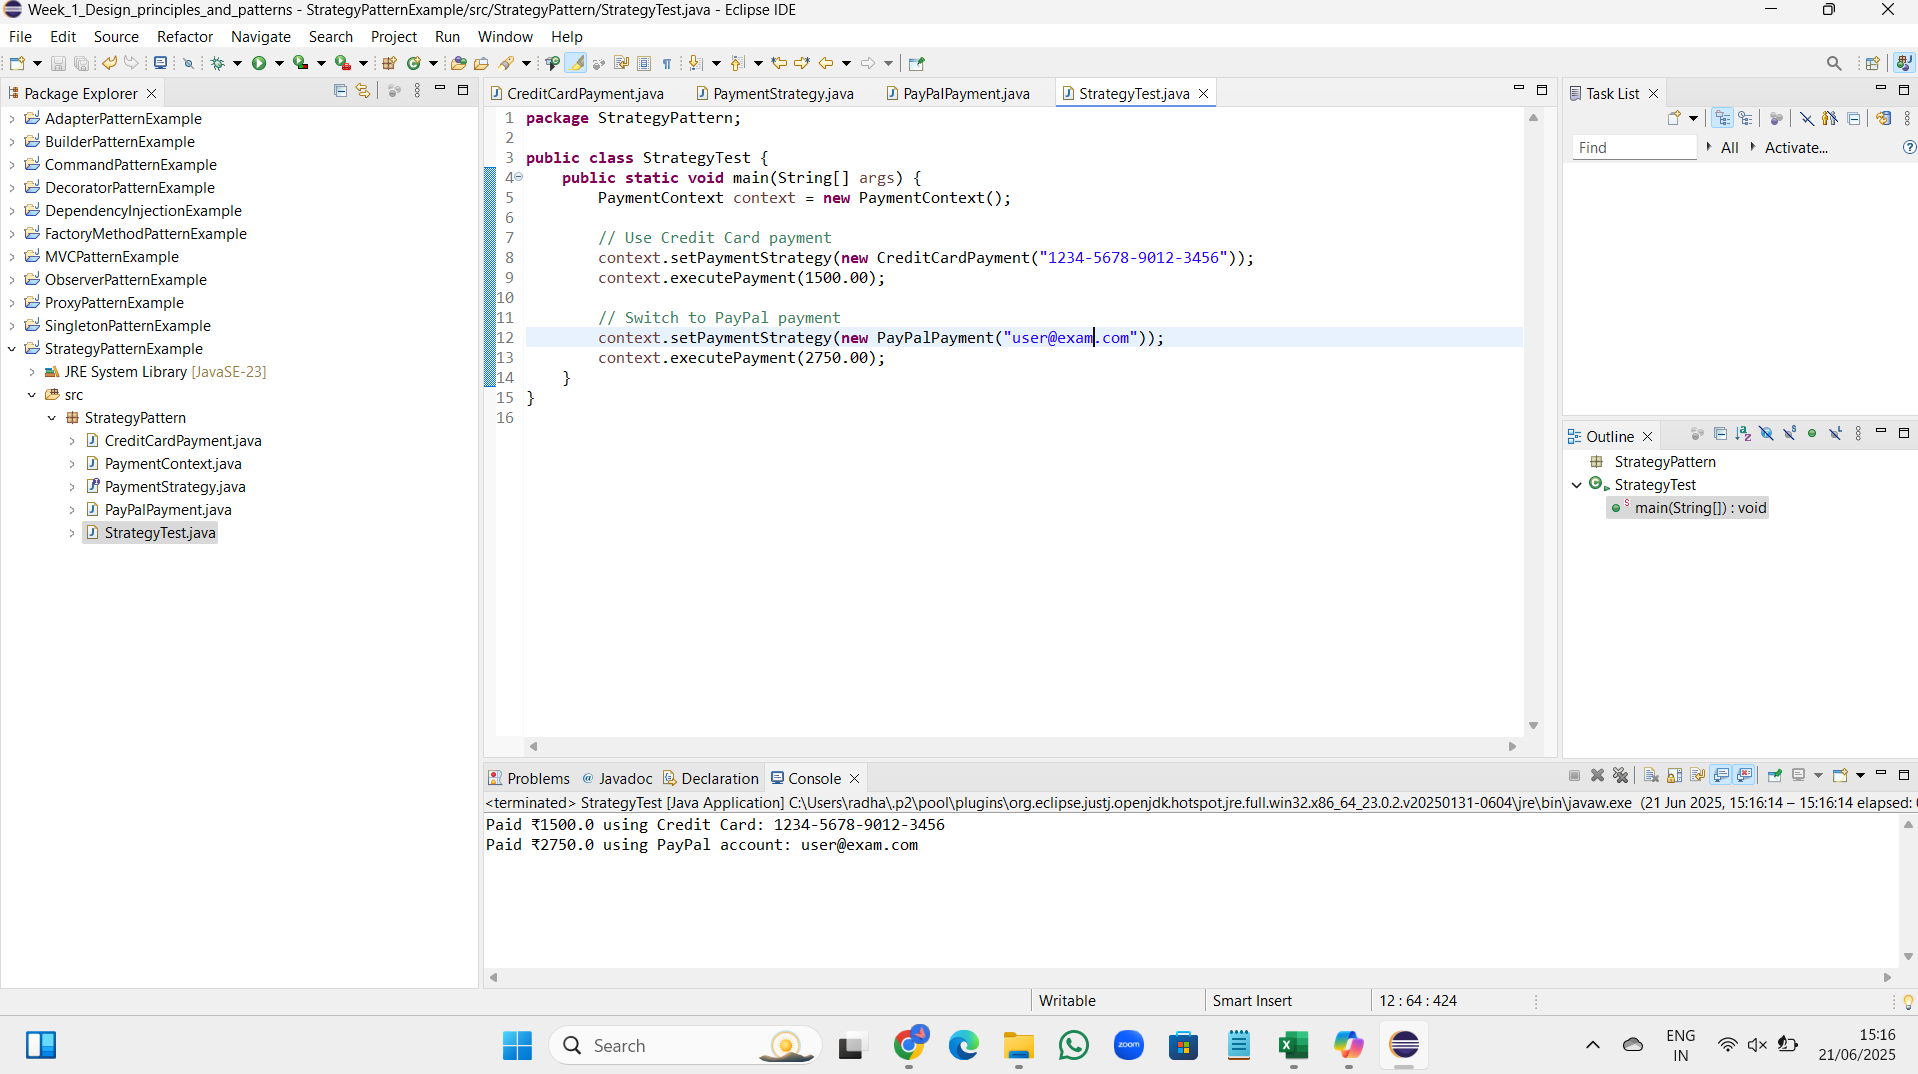 Week_1_Design_principles_and_patterns - StrategyPatternExample/src/StrategyPattern/StrategyTest.java - Eclipse IDE
File Edit Source Refactor Navigate Search Project Run Window Help
Package Explorer
AdapterPatternExample
BuilderPatternExample
CommandPatternExample
DecoratorPatternExample
DependencyInjectionExample
FactoryMethodPatternExample
MVCPatternExample
ObserverPatternExample
ProxyPatternExample
SingletonPatternExample
StrategyPatternExample
JRE System Library [JavaSE-23]
src
StrategyPattern
CreditCardPayment.java
PaymentContext.java
PaymentStrategy.java
PayPalPayment.java
StrategyTest.java
CreditCardPayment.java PaymentStrategy.java PayPalPayment.java StrategyTest.java
1 package StrategyPattern;
2
3 public class StrategyTest {
4 public static void main(String[] args) {
5 PaymentContext context = new PaymentContext();
6
7 // Use Credit Card payment
8 context.setPaymentStrategy(new CreditCardPayment("1234-5678-9012-3456"));
9 context.executePayment(1500.00);
10
11 // Switch to PayPal payment
12 context.setPaymentStrategy(new PayPalPayment("user@exam.com"));
13 context.executePayment(2750.00);
14 }
15 }
16
Task List
Find All Activate...
Outline
StrategyPattern
StrategyTest
main(String[]) : void
Problems Javadoc Declaration Console
<terminated> StrategyTest [Java Application] C:\Users\radha\.p2\pool\plugins\org.eclipse.justj.openjdk.hotspot.jre.full.win32.x86_64_23.0.2.v20250131-0604\jre\bin\javaw.exe (21 Jun 2025, 15:16:14 – 15:16:14 elapsed:
Paid ₹1500.0 using Credit Card: 1234-5678-9012-3456
Paid ₹2750.0 using PayPal account: user@exam.com
Writable Smart Insert 12 : 64 : 424
Search
zoom
ENG
IN
15:16
21/06/2025